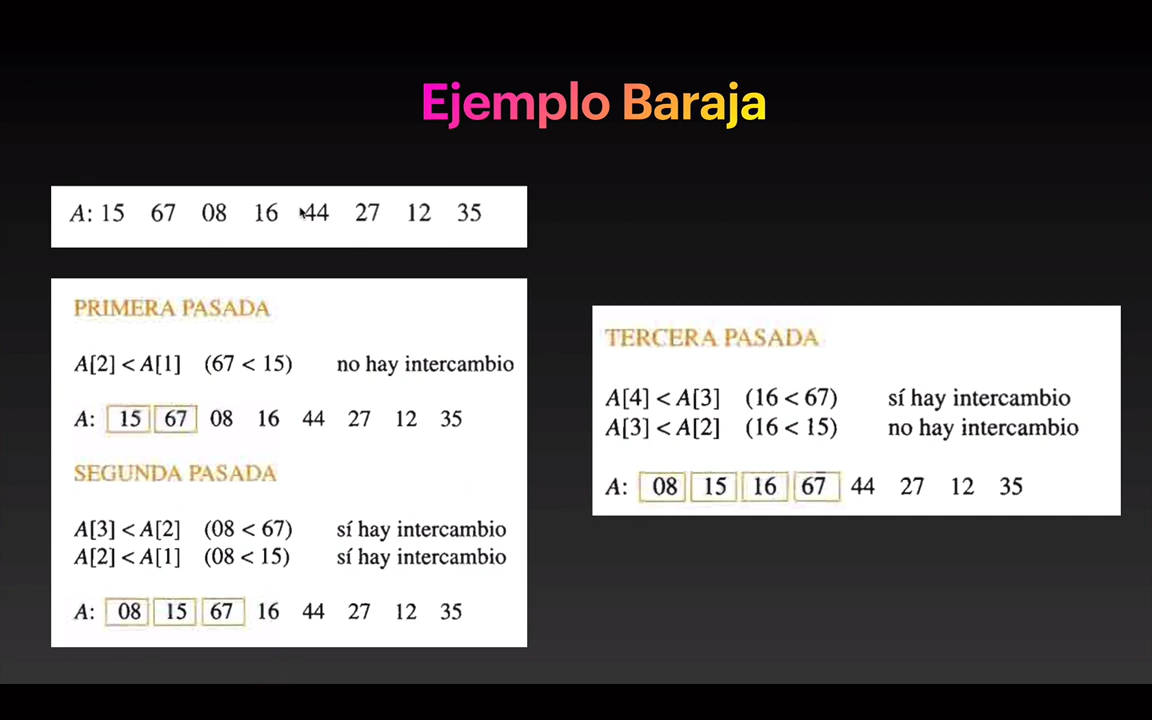 Ejemplo Baraja
A: 15 67 08 16 44 27 12 35
PRIMERA PASADA
A[2] < A[1] (67 < 15) no hay intercambio
A: 15 67 08 16 44 27 12 35
SEGUNDA PASADA
A[3] < A[2] (08 < 67) sí hay intercambio
A[2] < A[1] (08 < 15) sí hay intercambio
A: 08 15 67 16 44 27 12 35
TERCERA PASADA
A[4] < A[3] (16 < 67) sí hay intercambio
A[3] < A[2] (16 < 15) no hay intercambio
A: 08 15 16 67 44 27 12 35